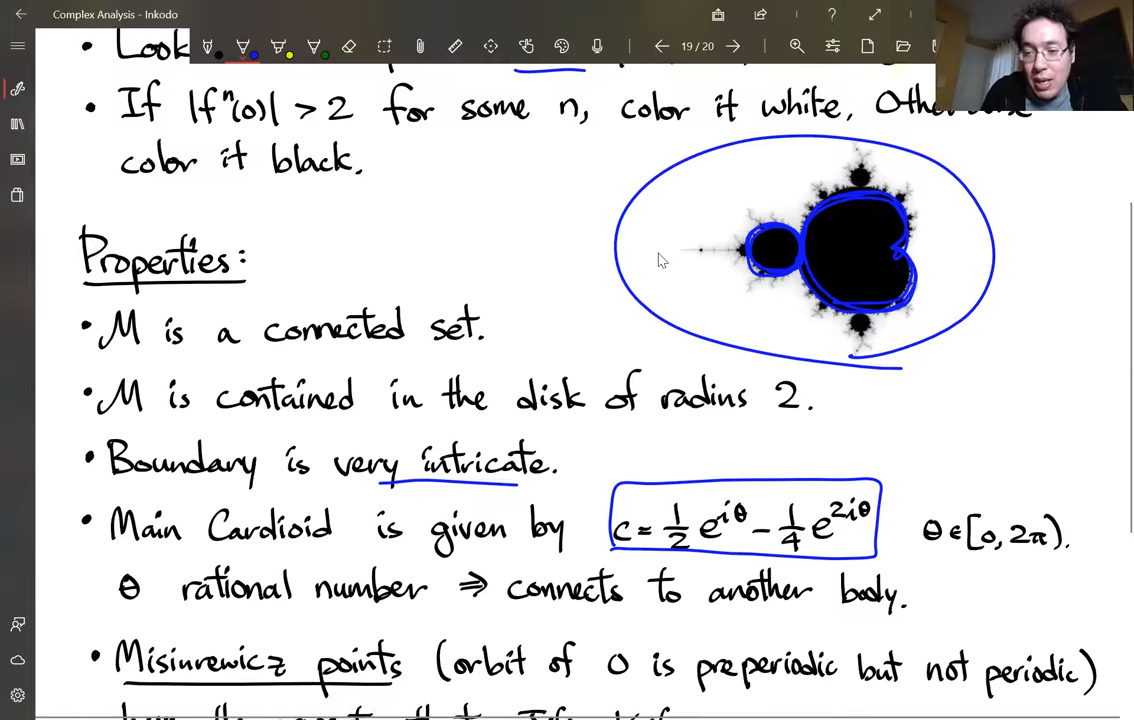 Complex Analysis - Inkodo
19 / 20
• Look
• If |fⁿ(0)| > 2 for some n, color it white. Otherwise
color it black.
Properties:
• M is a connected set.
• M is contained in the disk of radius 2.
• Boundary is very intricate.
• Main Cardioid is given by c = 1/2 e^{iθ} - 1/4 e^{2iθ} θ ∈ [0, 2π).
θ rational number ⇒ connects to another body.
• Misiurewicz points (orbit of 0 is preperiodic but not periodic)